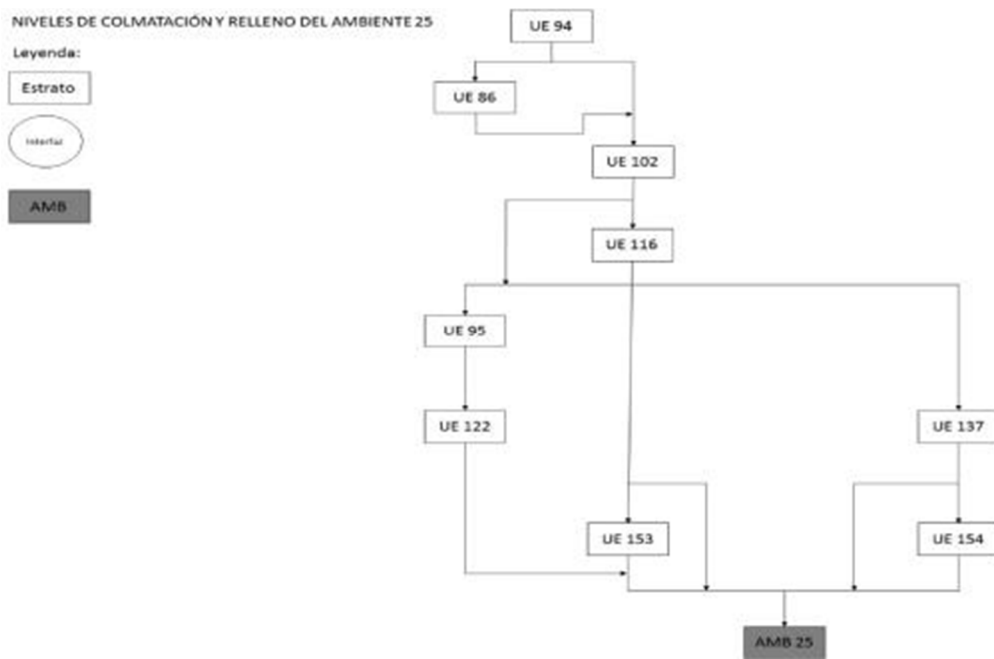 NIVELES DE COLMATACIÓN Y RELLENO DEL AMBIENTE 25
Leyenda:
Estrato
Interfaz
AMB
UE 94
UE 86
UE 102
UE 116
UE 95
UE 122
UE 137
UE 153
UE 154
AMB 25